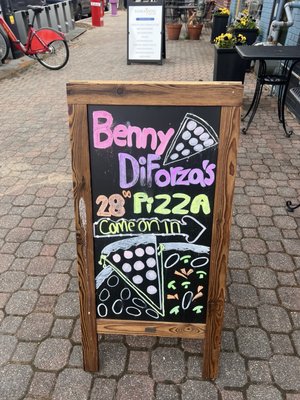 Benny
DiForza's
28" PizzA
Come on in